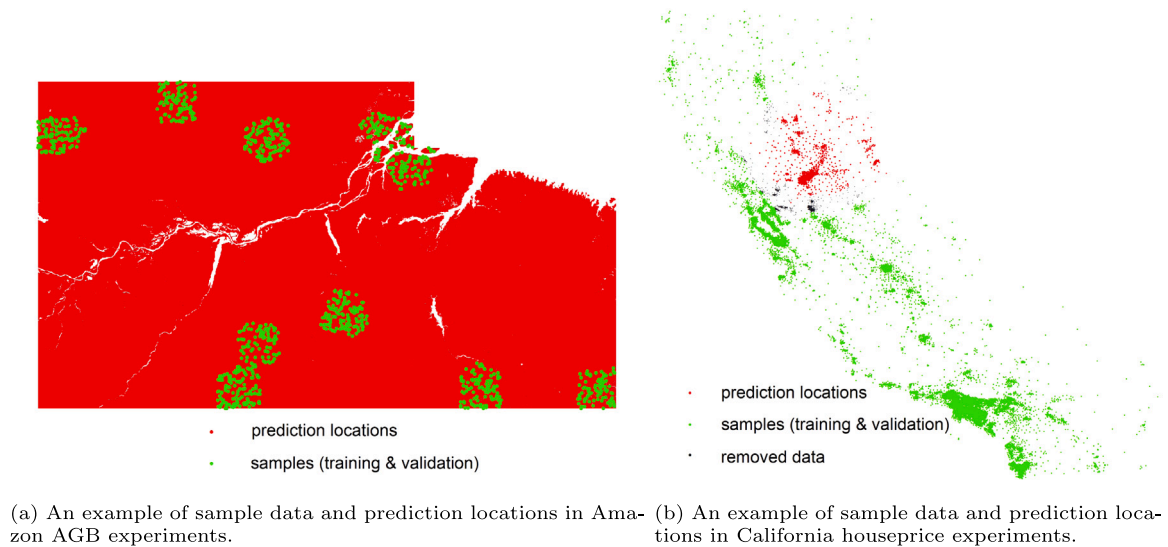 prediction locations
samples (training & validation)
prediction locations
samples (training & validation)
removed data
(a) An example of sample data and prediction locations in Ama-
zon AGB experiments.
(b) An example of sample data and prediction loca-
tions in California houseprice experiments.